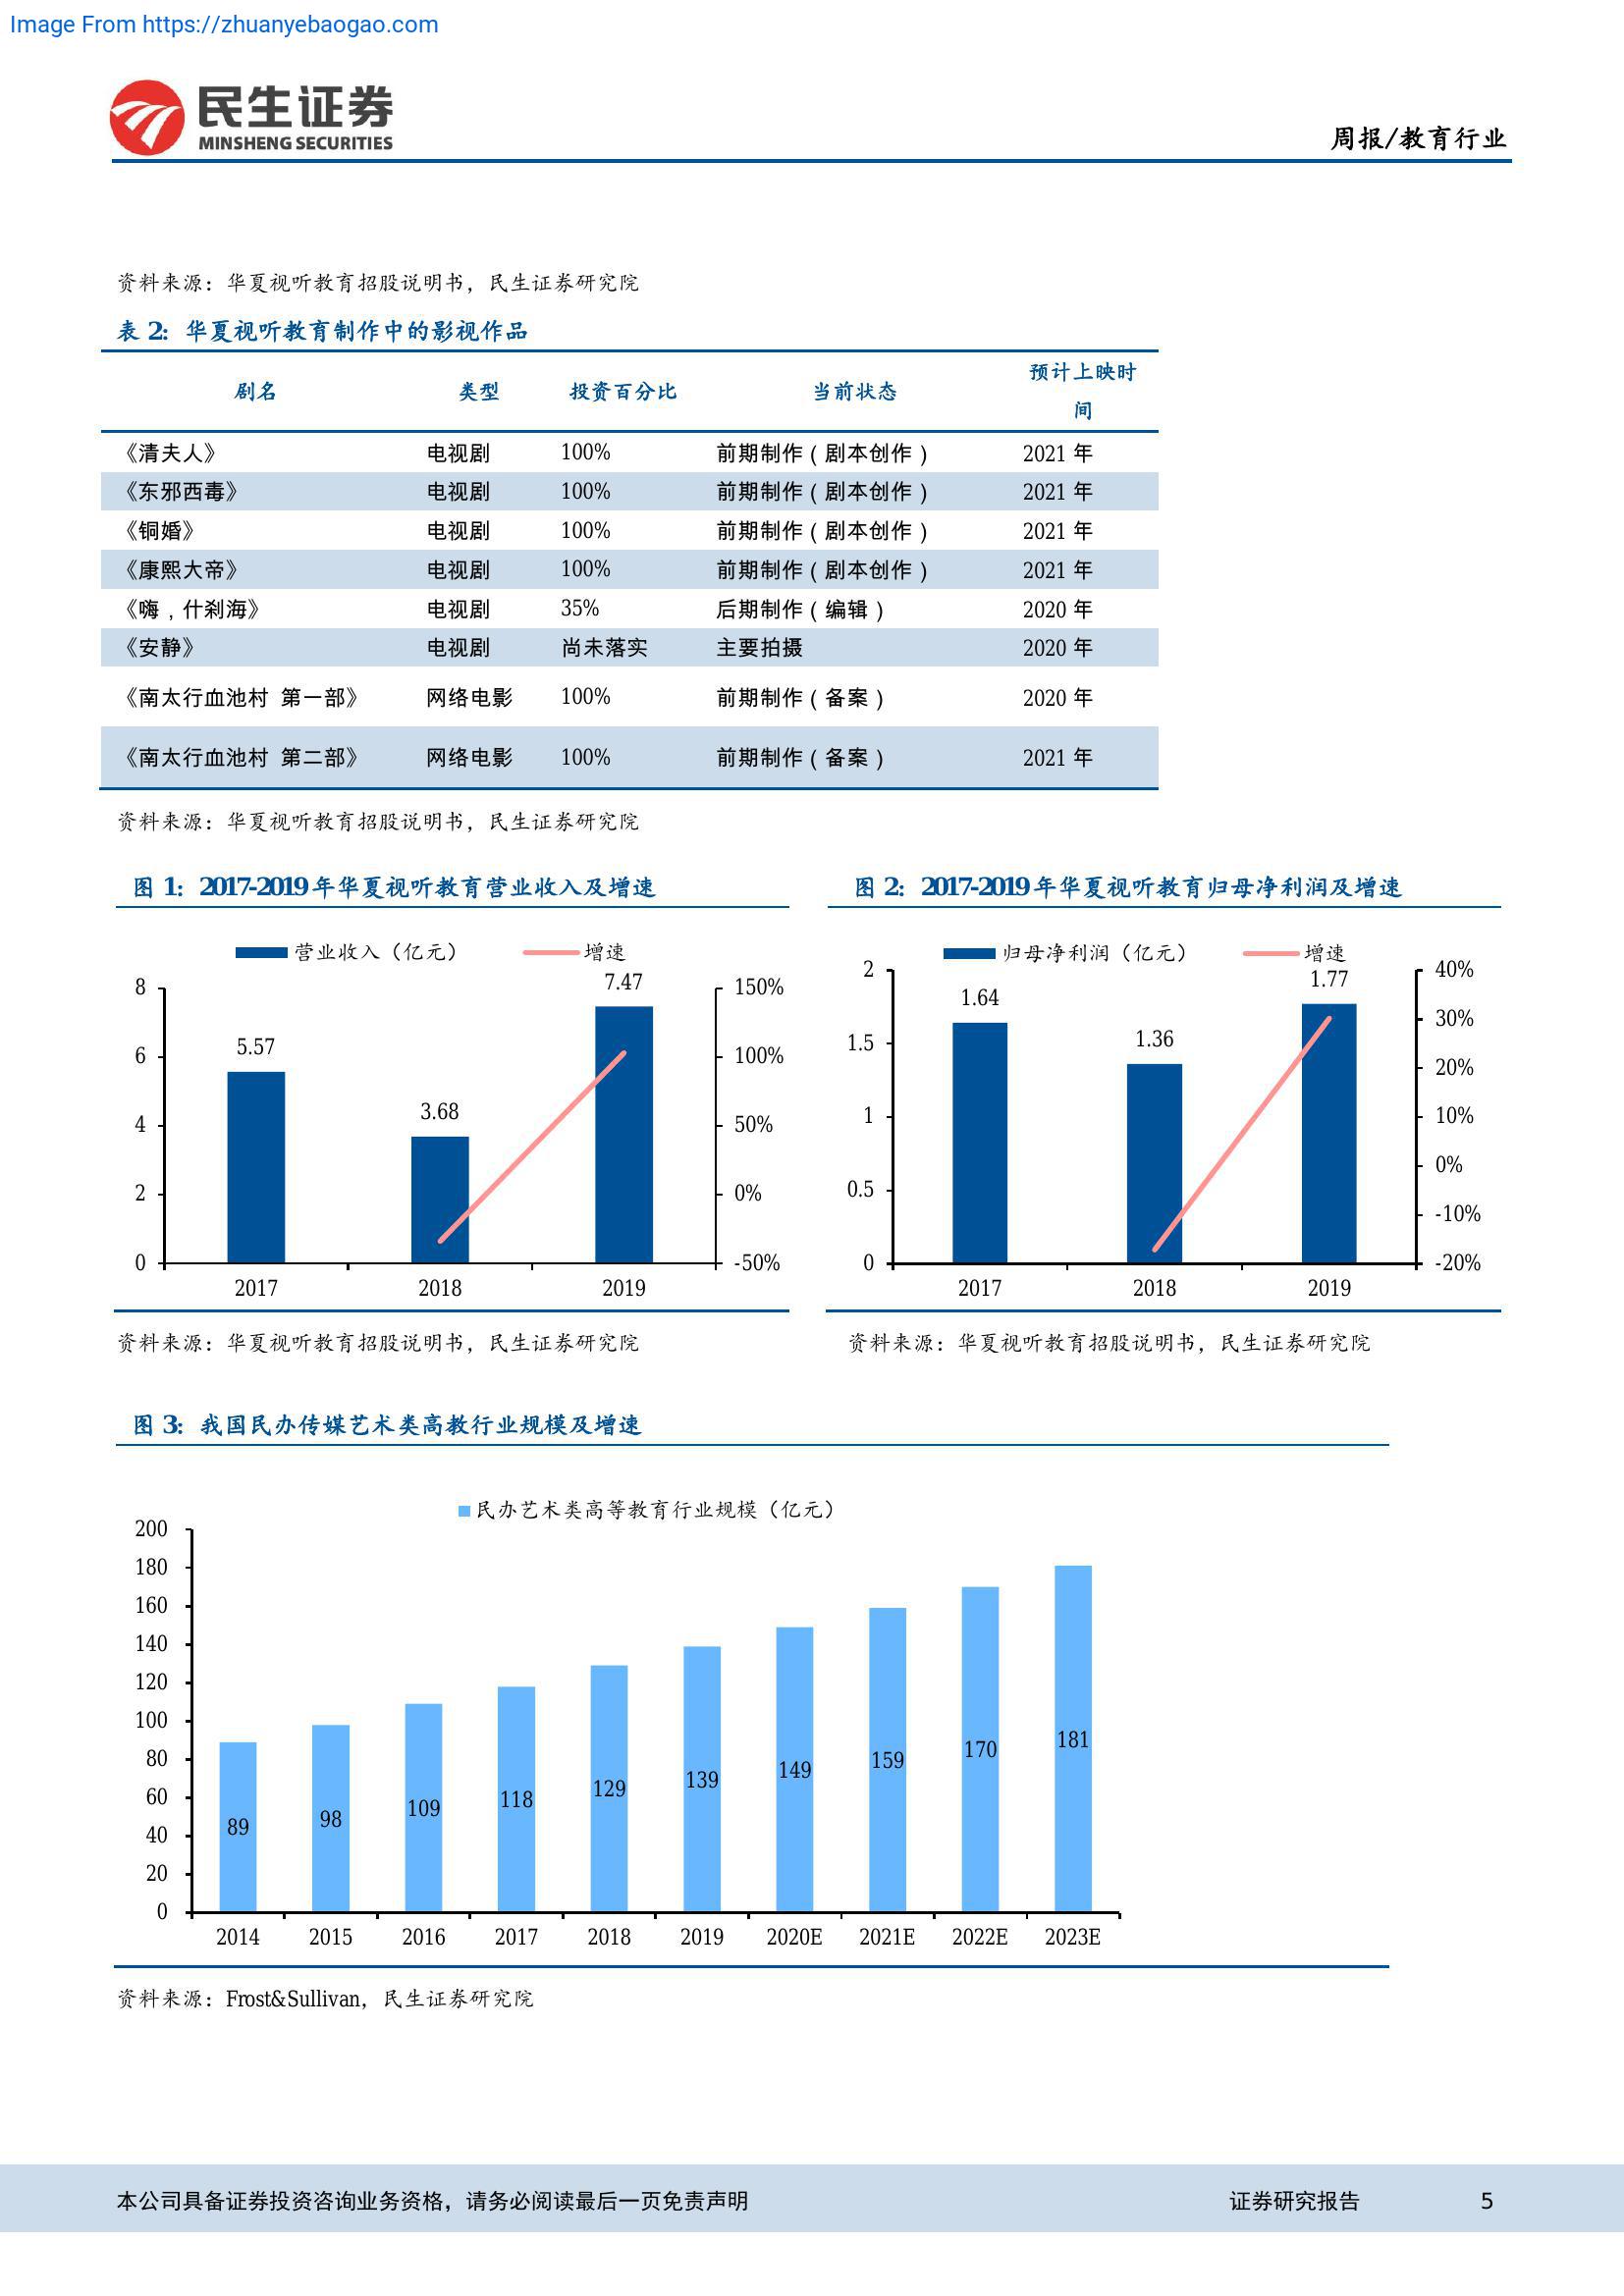 Image From https://zhuanyebaogao.com
民生证券
MINSHENG SECURITIES
周报/教育行业
资料来源：华夏视听教育招股说明书，民生证券研究院
表 2：华夏视听教育制作中的影视作品
剧名 类型 投资百分比 当前状态 预计上映时间
《清夫人》 电视剧 100% 前期制作（剧本创作） 2021 年
《东邪西毒》 电视剧 100% 前期制作（剧本创作） 2021 年
《铜婚》 电视剧 100% 前期制作（剧本创作） 2021 年
《康熙大帝》 电视剧 100% 前期制作（剧本创作） 2021 年
《嗨，什刹海》 电视剧 35% 后期制作（编辑） 2020 年
《安静》 电视剧 尚未落实 主要拍摄 2020 年
《南太行血池村 第一部》 网络电影 100% 前期制作（备案） 2020 年
《南太行血池村 第二部》 网络电影 100% 前期制作（备案） 2021 年
资料来源：华夏视听教育招股说明书，民生证券研究院
图 1：2017-2019年华夏视听教育营业收入及增速
营业收入（亿元） 增速
8
6
4
2
0
5.57
3.68
7.47
150%
100%
50%
0%
-50%
2017 2018 2019
资料来源：华夏视听教育招股说明书，民生证券研究院
图 2：2017-2019年华夏视听教育归母净利润及增速
归母净利润（亿元） 增速
2
1.5
1
0.5
0
1.64
1.36
1.77
40%
30%
20%
10%
0%
-10%
-20%
2017 2018 2019
资料来源：华夏视听教育招股说明书，民生证券研究院
图 3：我国民办传媒艺术类高教行业规模及增速
民办艺术类高等教育行业规模（亿元）
200
180
160
140
120
100
80
60
40
20
0
89 98 109 118 129 139 149 159 170 181
2014 2015 2016 2017 2018 2019 2020E 2021E 2022E 2023E
资料来源：Frost&Sullivan，民生证券研究院
本公司具备证券投资咨询业务资格，请务必阅读最后一页免责声明 证券研究报告 5